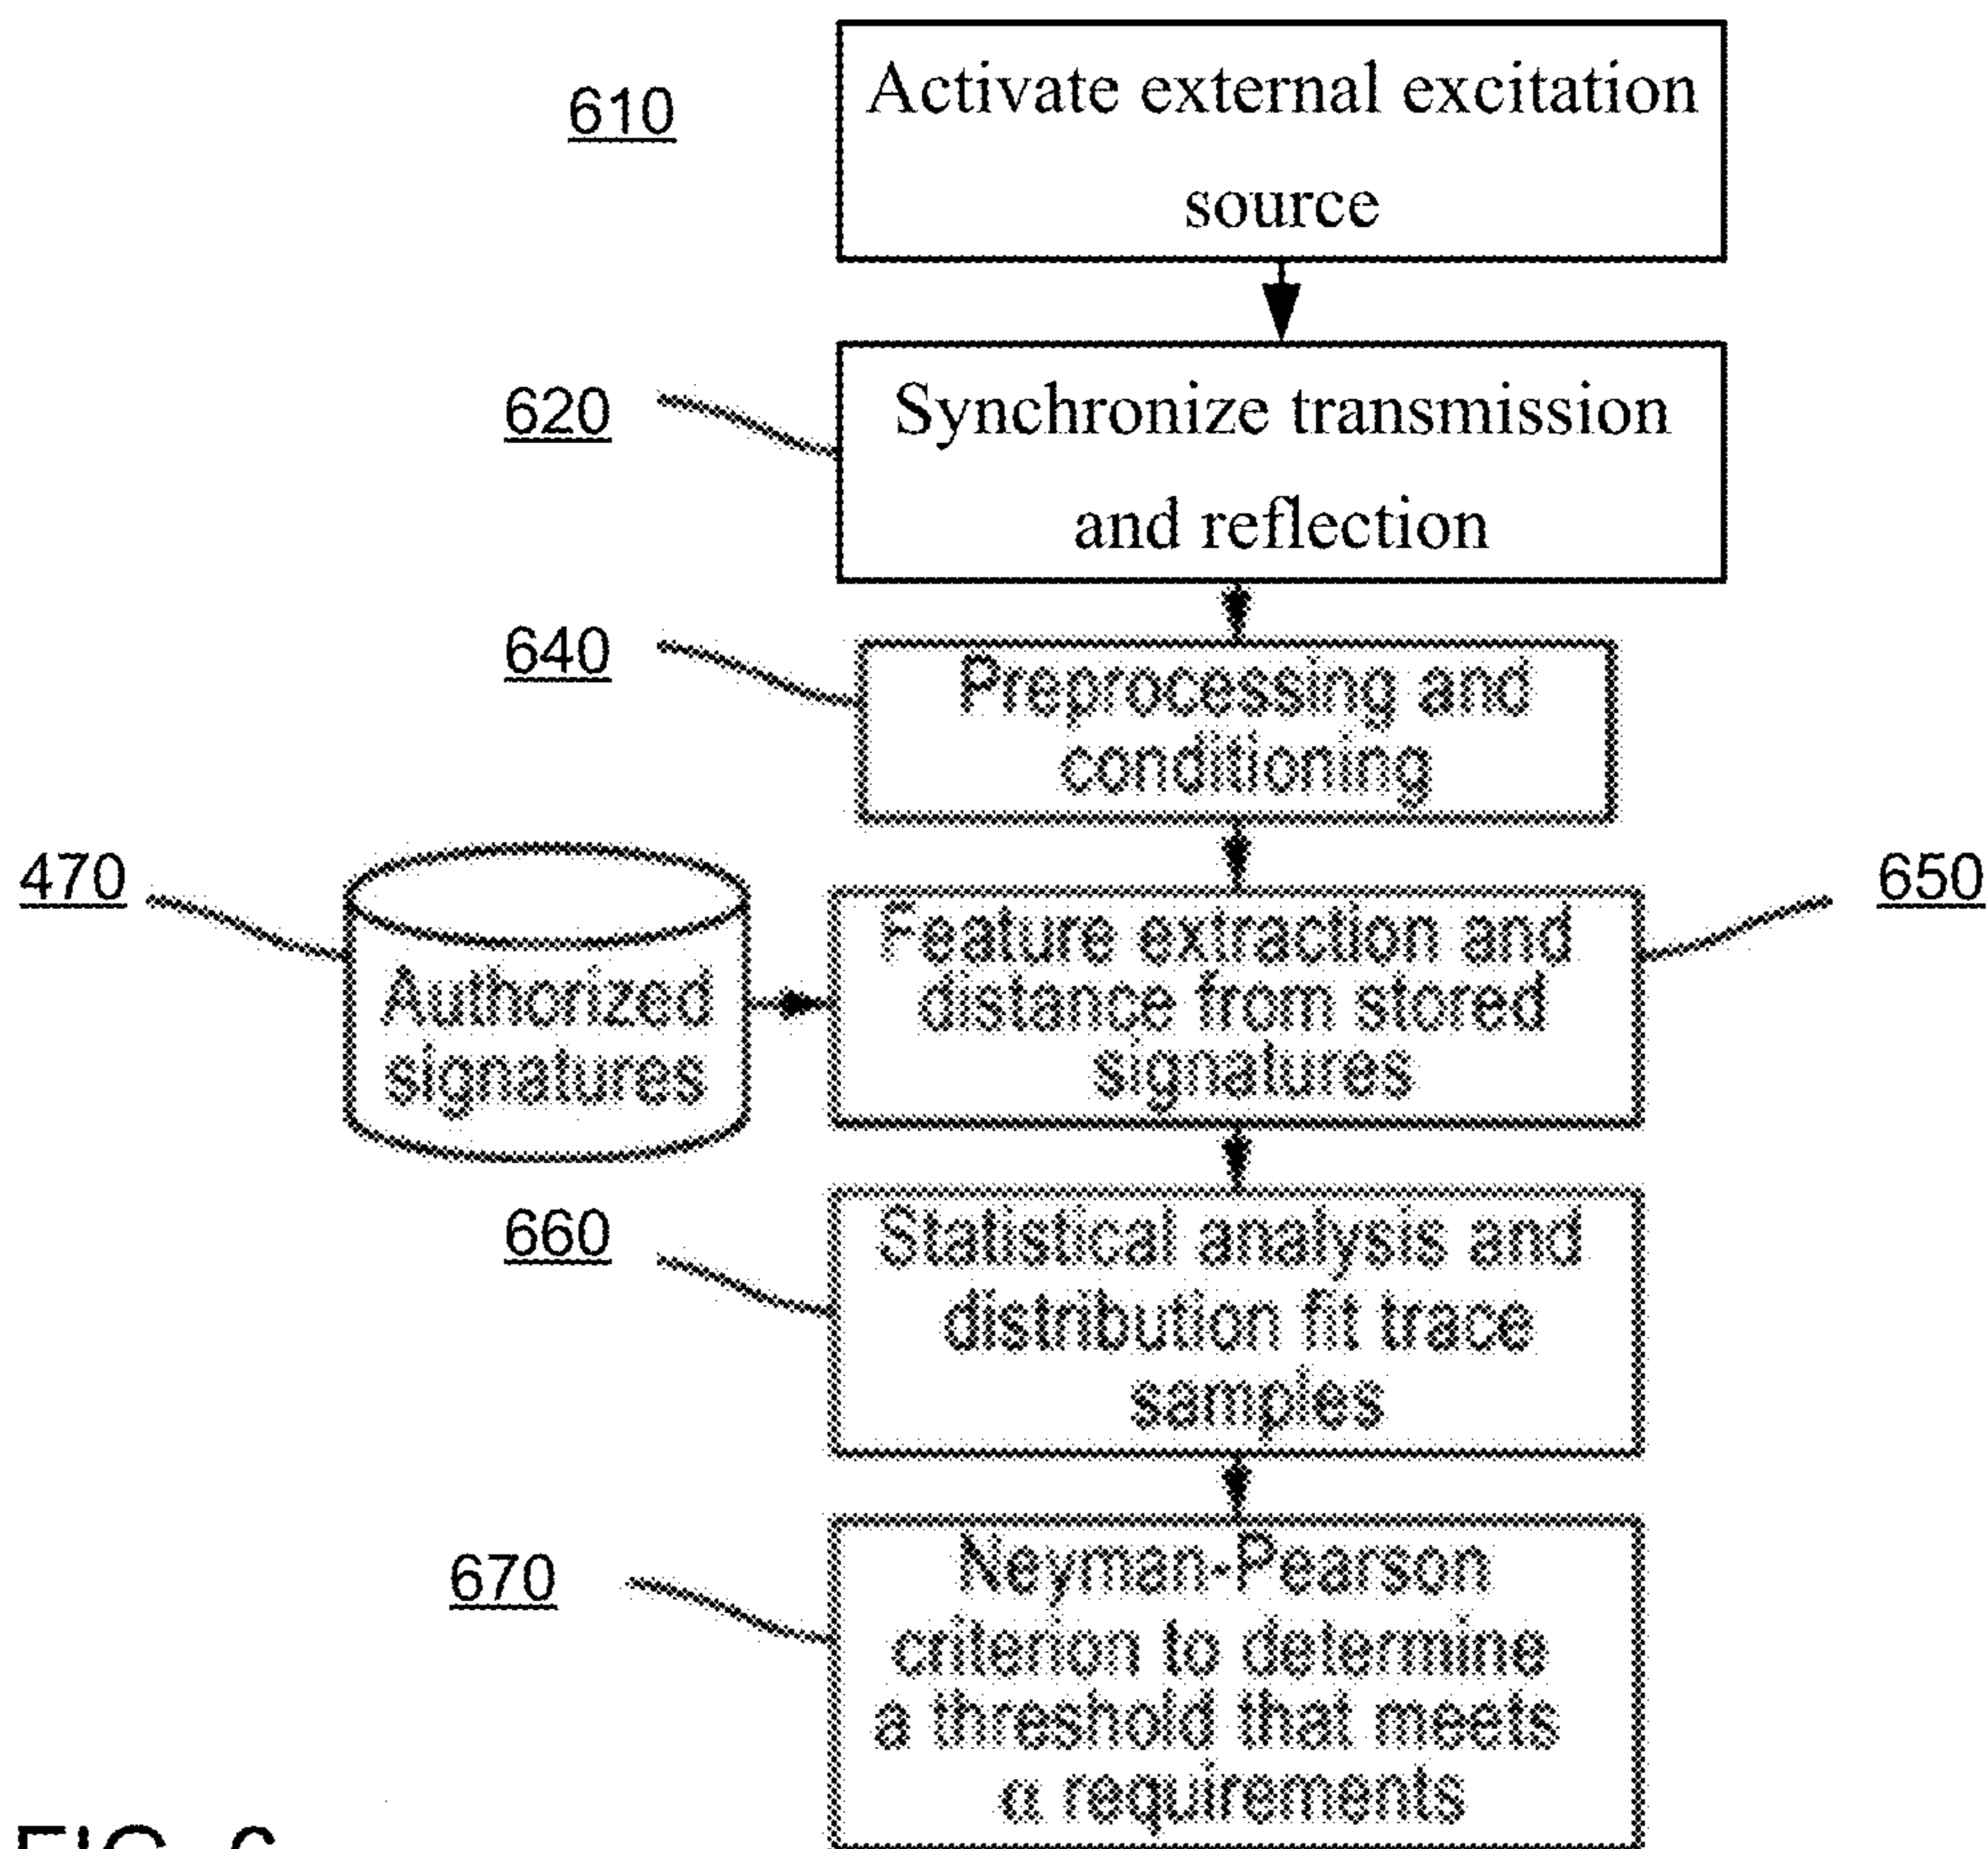 610
Activate external excitation
source
620
Synchronize transmission
and reflection
640
Preprocessing and
conditioning
470
Authorized
signatures
650
Feature extraction and
distance from stored
signatures
660
Statistical analysis and
distribution fit trace
samples
670
Neyman-Pearson
criterion to determine
a threshold that meets
α requirements
FIG. 6